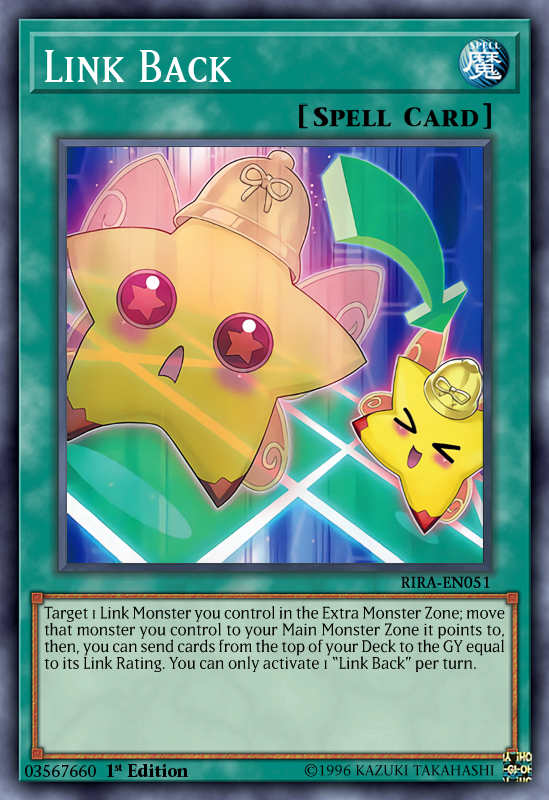 Link Back
SPELL
魔
[Spell Card]
RIRA-EN051
Target 1 Link Monster you control in the Extra Monster Zone; move
that monster you control to your Main Monster Zone it points to,
then, you can send cards from the top of your Deck to the GY equal
to its Link Rating. You can only activate 1 “Link Back” per turn.
03567660 1st Edition ©1996 KAZUKI TAKAHASHI